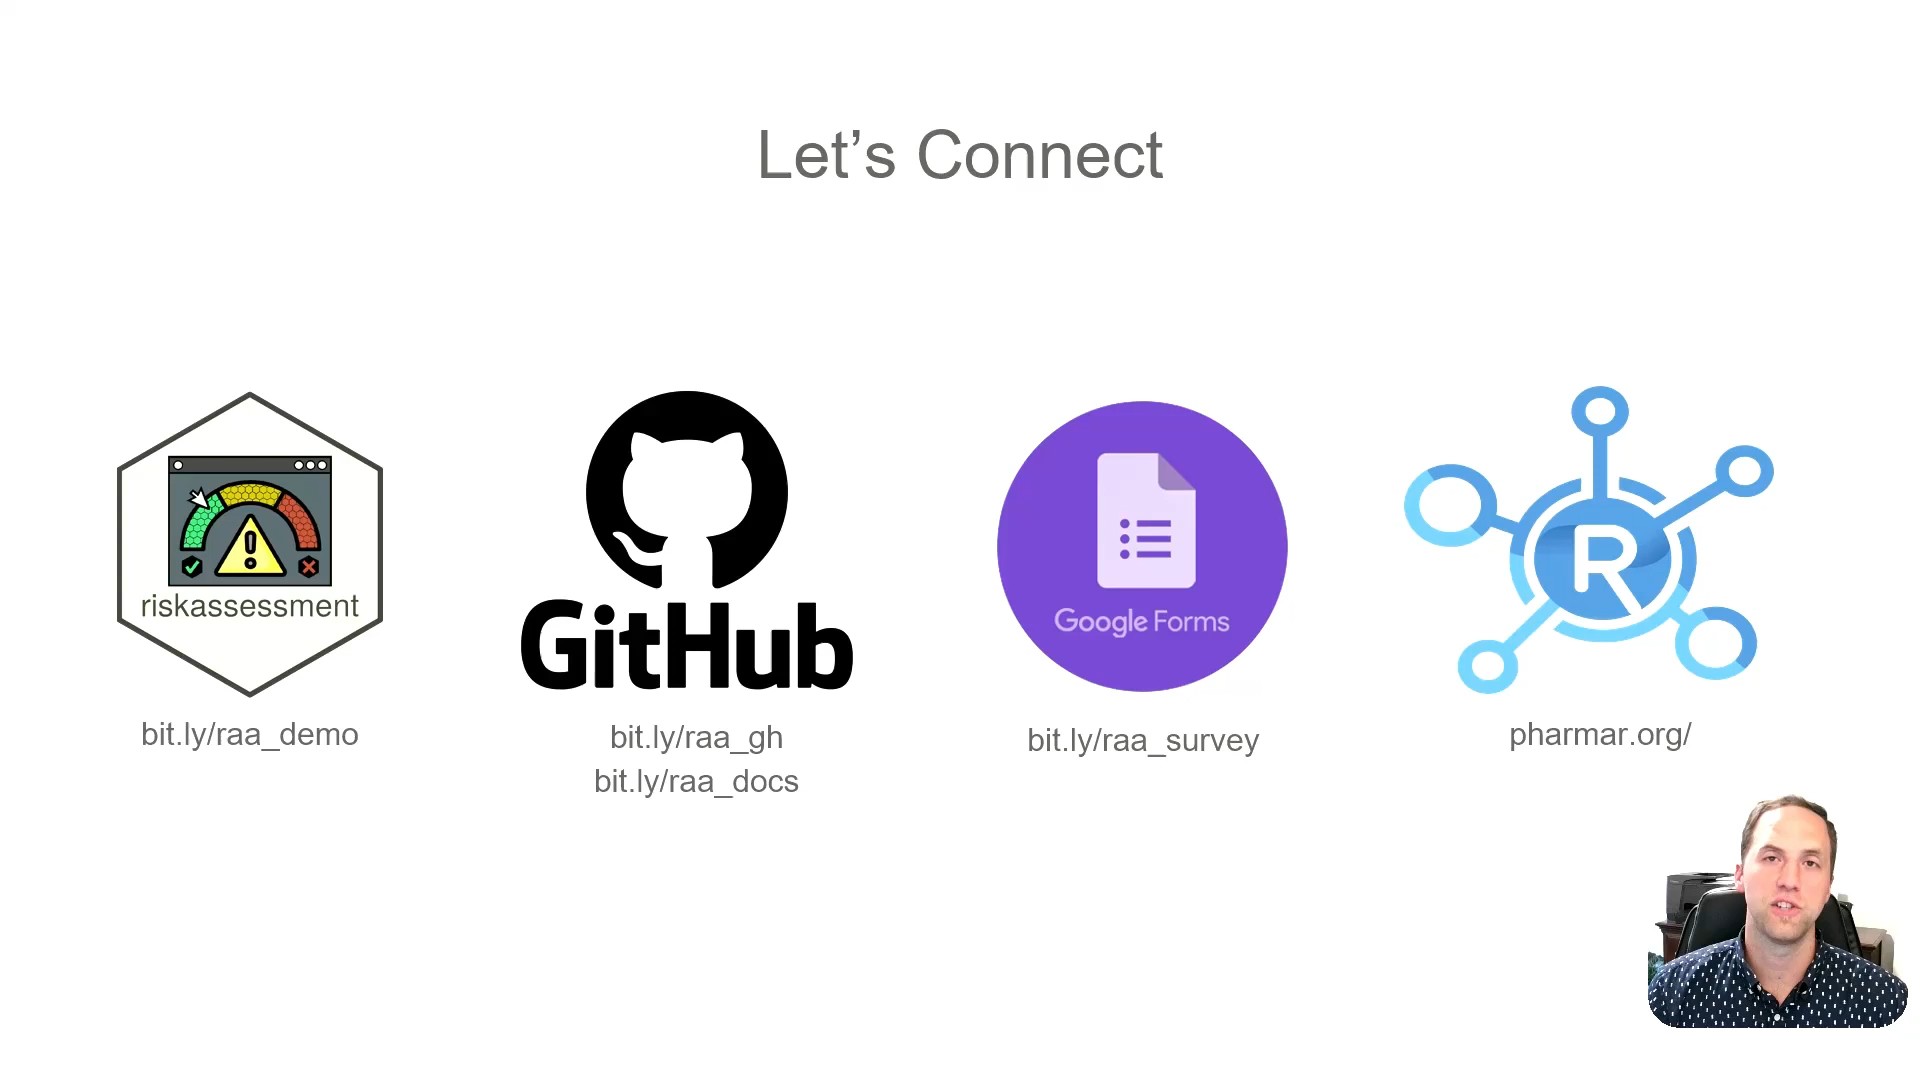 Let’s Connect
riskassessment
bit.ly/raa_demo
GitHub
bit.ly/raa_gh
bit.ly/raa_docs
Google Forms
bit.ly/raa_survey
R
pharmar.org/